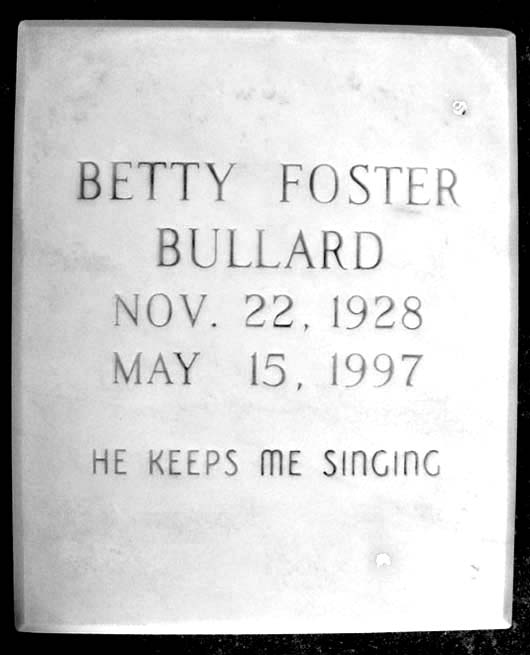 BETTY FOSTER
BULLARD
NOV. 22, 1928
MAY 15, 1997
HE KEEPS ME SINGING